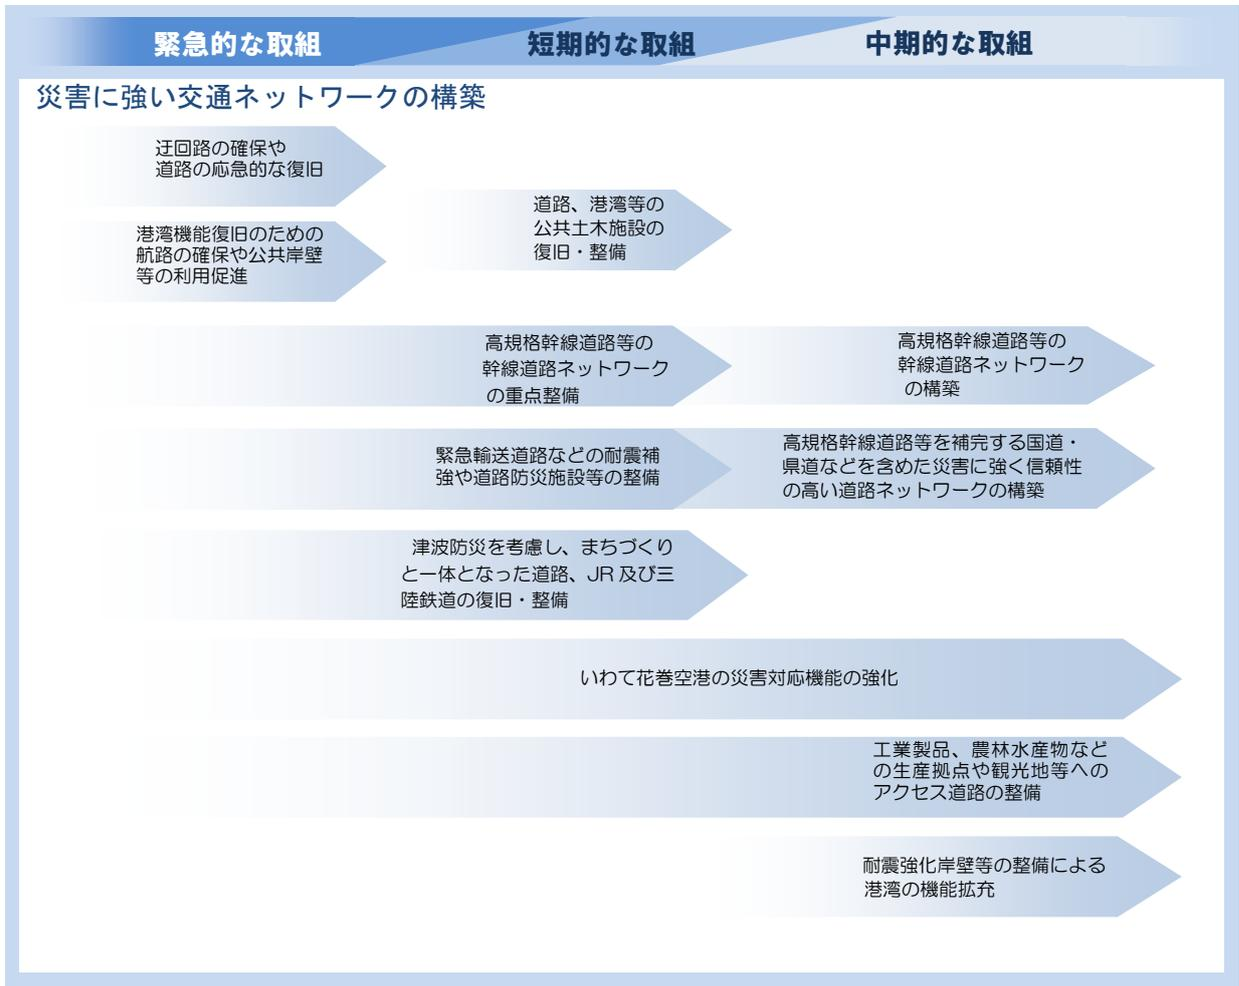 緊急的な取組
短期的な取組
中期的な取組
災害に強い交通ネットワークの構築
迂回路の確保や
道路の応急的な復旧
港湾機能復旧のための
航路の確保や公共岸壁
等の利用促進
道路、港湾等の
公共土木施設の
復旧・整備
高規格幹線道路等の
幹線道路ネットワーク
の重点整備
高規格幹線道路等の
幹線道路ネットワーク
の構築
緊急輸送道路などの耐震補
強や道路防災施設等の整備
高規格幹線道路等を補完する国道・
県道などを含めた災害に強く信頼性
の高い道路ネットワークの構築
津波防災を考慮し、まちづくり
と一体となった道路、JR 及び三
陸鉄道の復旧・整備
いわて花巻空港の災害対応機能の強化
工業製品、農林水産物など
の生産拠点や観光地等への
アクセス道路の整備
耐震強化岸壁等の整備による
港湾の機能拡充